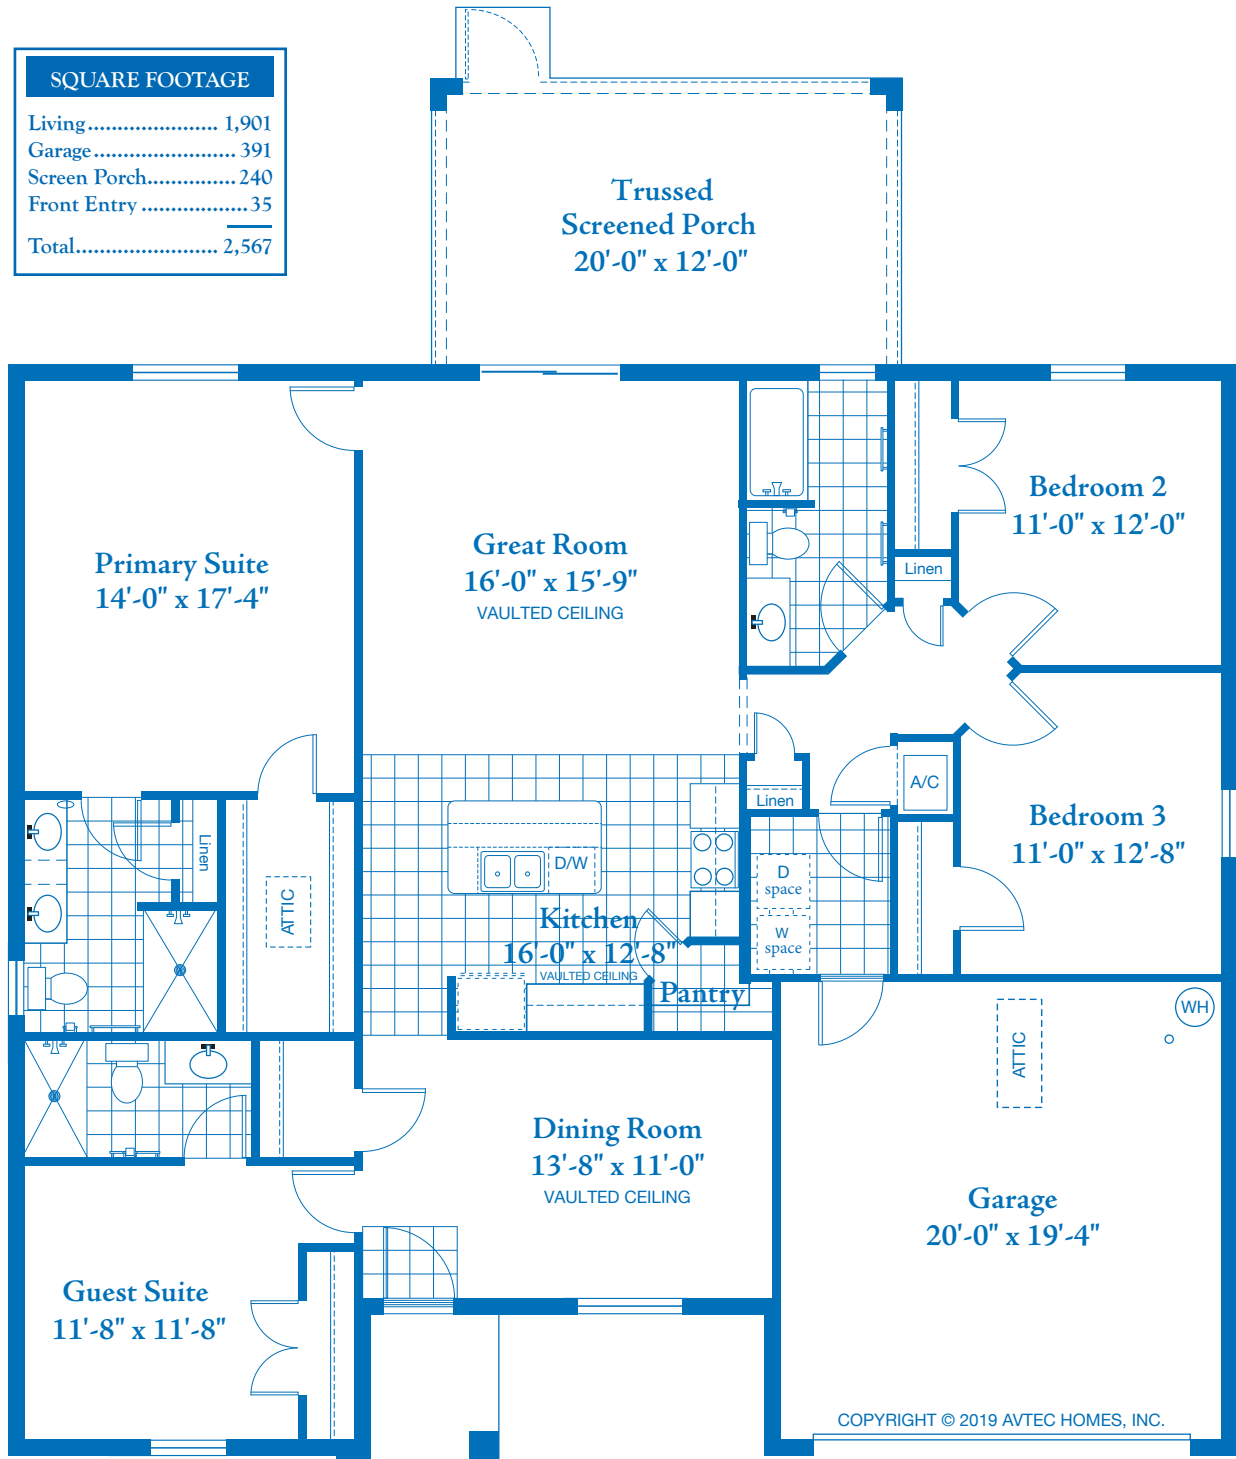 SQUARE FOOTAGE
Living...................... 1,901
Garage........................ 391
Screen Porch............... 240
Front Entry .................. 35
Total........................ 2,567
Trussed
Screened Porch
20'-0" x 12'-0"
Primary Suite
14'-0" x 17'-4"
Great Room
16'-0" x 15'-9"
VAULTED CEILING
Bedroom 2
11'-0" x 12'-0"
Linen
A/C
Linen
Bedroom 3
11'-0" x 12'-8"
Linen
ATTIC
D/W
D
space
W
space
Kitchen
16'-0" x 12'-8"
VAULTED CEILING
Pantry
WH
ATTIC
Dining Room
13'-8" x 11'-0"
VAULTED CEILING
Garage
20'-0" x 19'-4"
Guest Suite
11'-8" x 11'-8"
COPYRIGHT © 2019 AVTEC HOMES, INC.